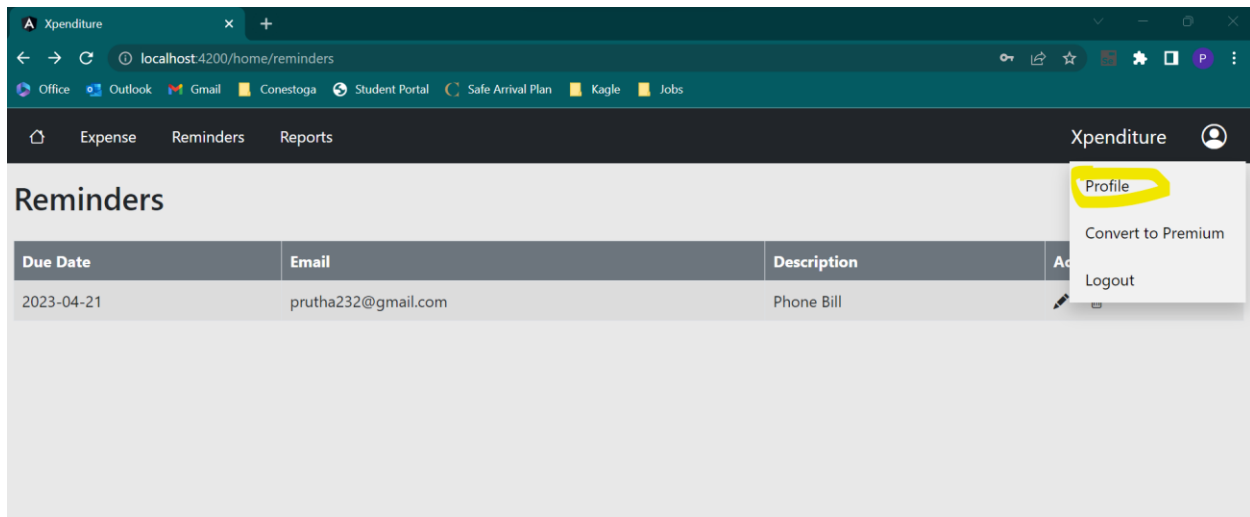 Xpenditure
localhost:4200/home/reminders
P
Office Outlook Gmail Conestoga Student Portal Safe Arrival Plan Kagle Jobs
Expense Reminders Reports Xpenditure
Profile
Convert to Premium
Logout
Reminders
Due Date Email Description Ac
2023-04-21 prutha232@gmail.com Phone Bill